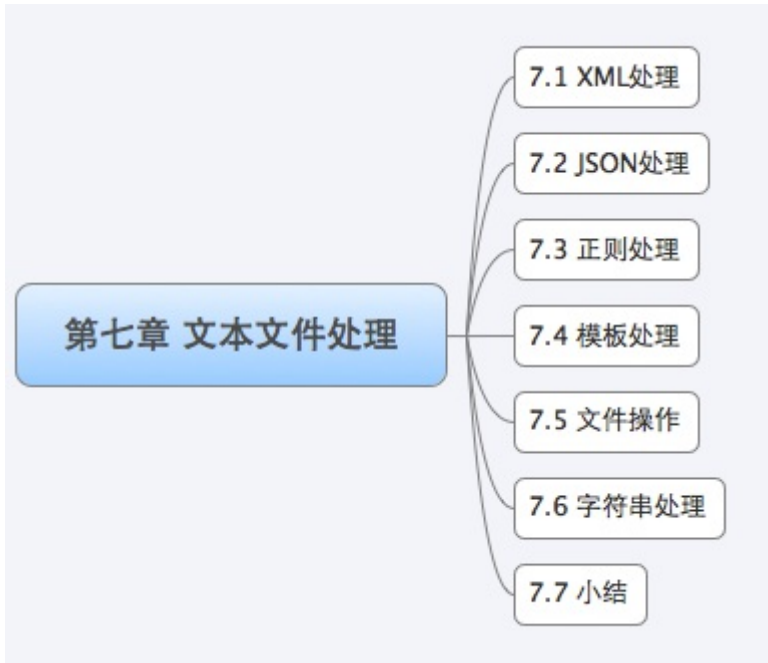 7.1 XML处理
7.2 JSON处理
7.3 正则处理
第七章 文本文件处理
7.4 模板处理
7.5 文件操作
7.6 字符串处理
7.7 小结